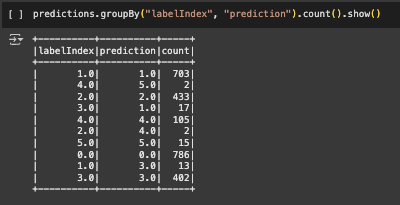 [ ] predictions.groupBy("labelIndex", "prediction").count().show()
+----------+----------+-----+
|labelIndex|prediction|count|
+----------+----------+-----+
|       1.0|       1.0|  703|
|       4.0|       5.0|    2|
|       2.0|       2.0|  433|
|       3.0|       1.0|   17|
|       4.0|       4.0|  105|
|       2.0|       4.0|    2|
|       5.0|       5.0|   15|
|       0.0|       0.0|  786|
|       1.0|       3.0|   13|
|       3.0|       3.0|  402|
+----------+----------+-----+